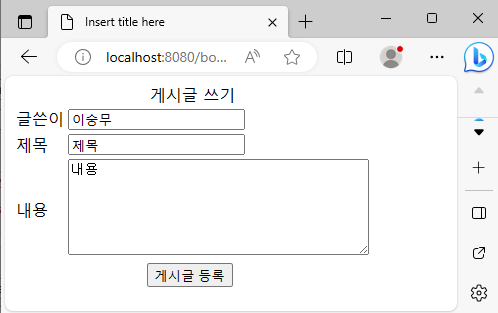 Insert title here
localhost:8080/bo...
게시글 쓰기
글쓴이 이승무
제목 제목
내용 내용
게시글 등록